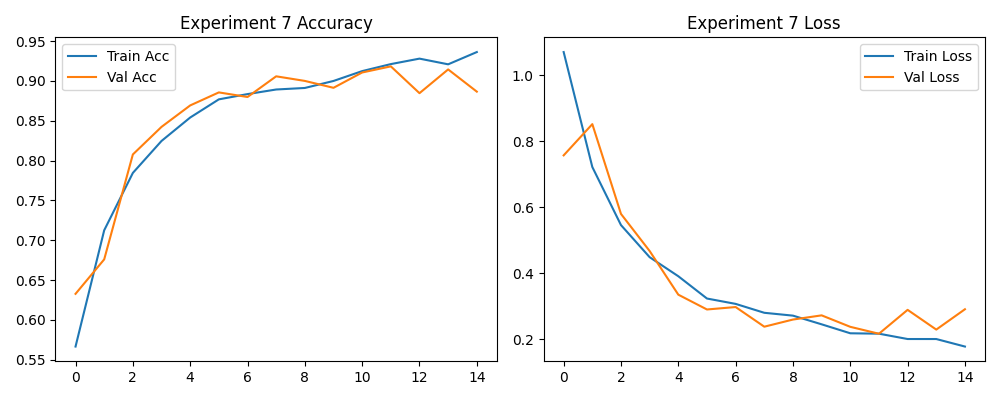 Experiment 7 Accuracy
Train Acc
Val Acc
0.95
0.90
0.85
0.80
0.75
0.70
0.65
0.60
0.55
0 2 4 6 8 10 12 14
Experiment 7 Loss
Train Loss
Val Loss
1.0
0.8
0.6
0.4
0.2
0 2 4 6 8 10 12 14